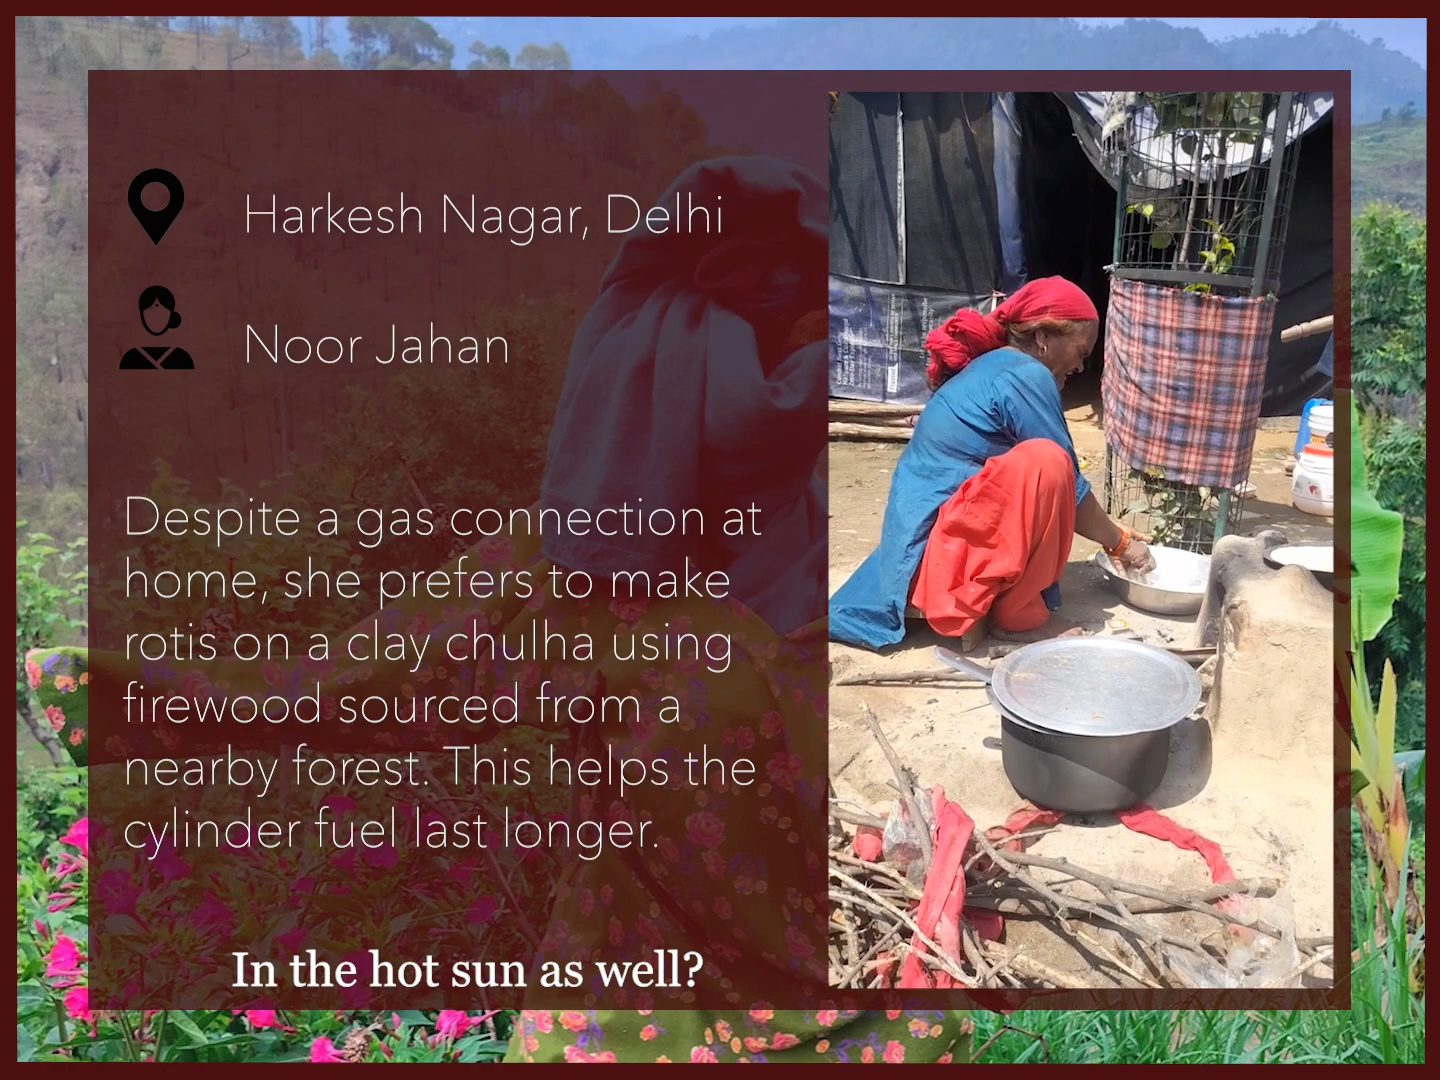 Harkesh Nagar, Delhi
Noor Jahan
Despite a gas connection at
home, she prefers to make
rotis on a clay chulha using
firewood sourced from a
nearby forest. This helps the
cylinder fuel last longer.
In the hot sun as well?